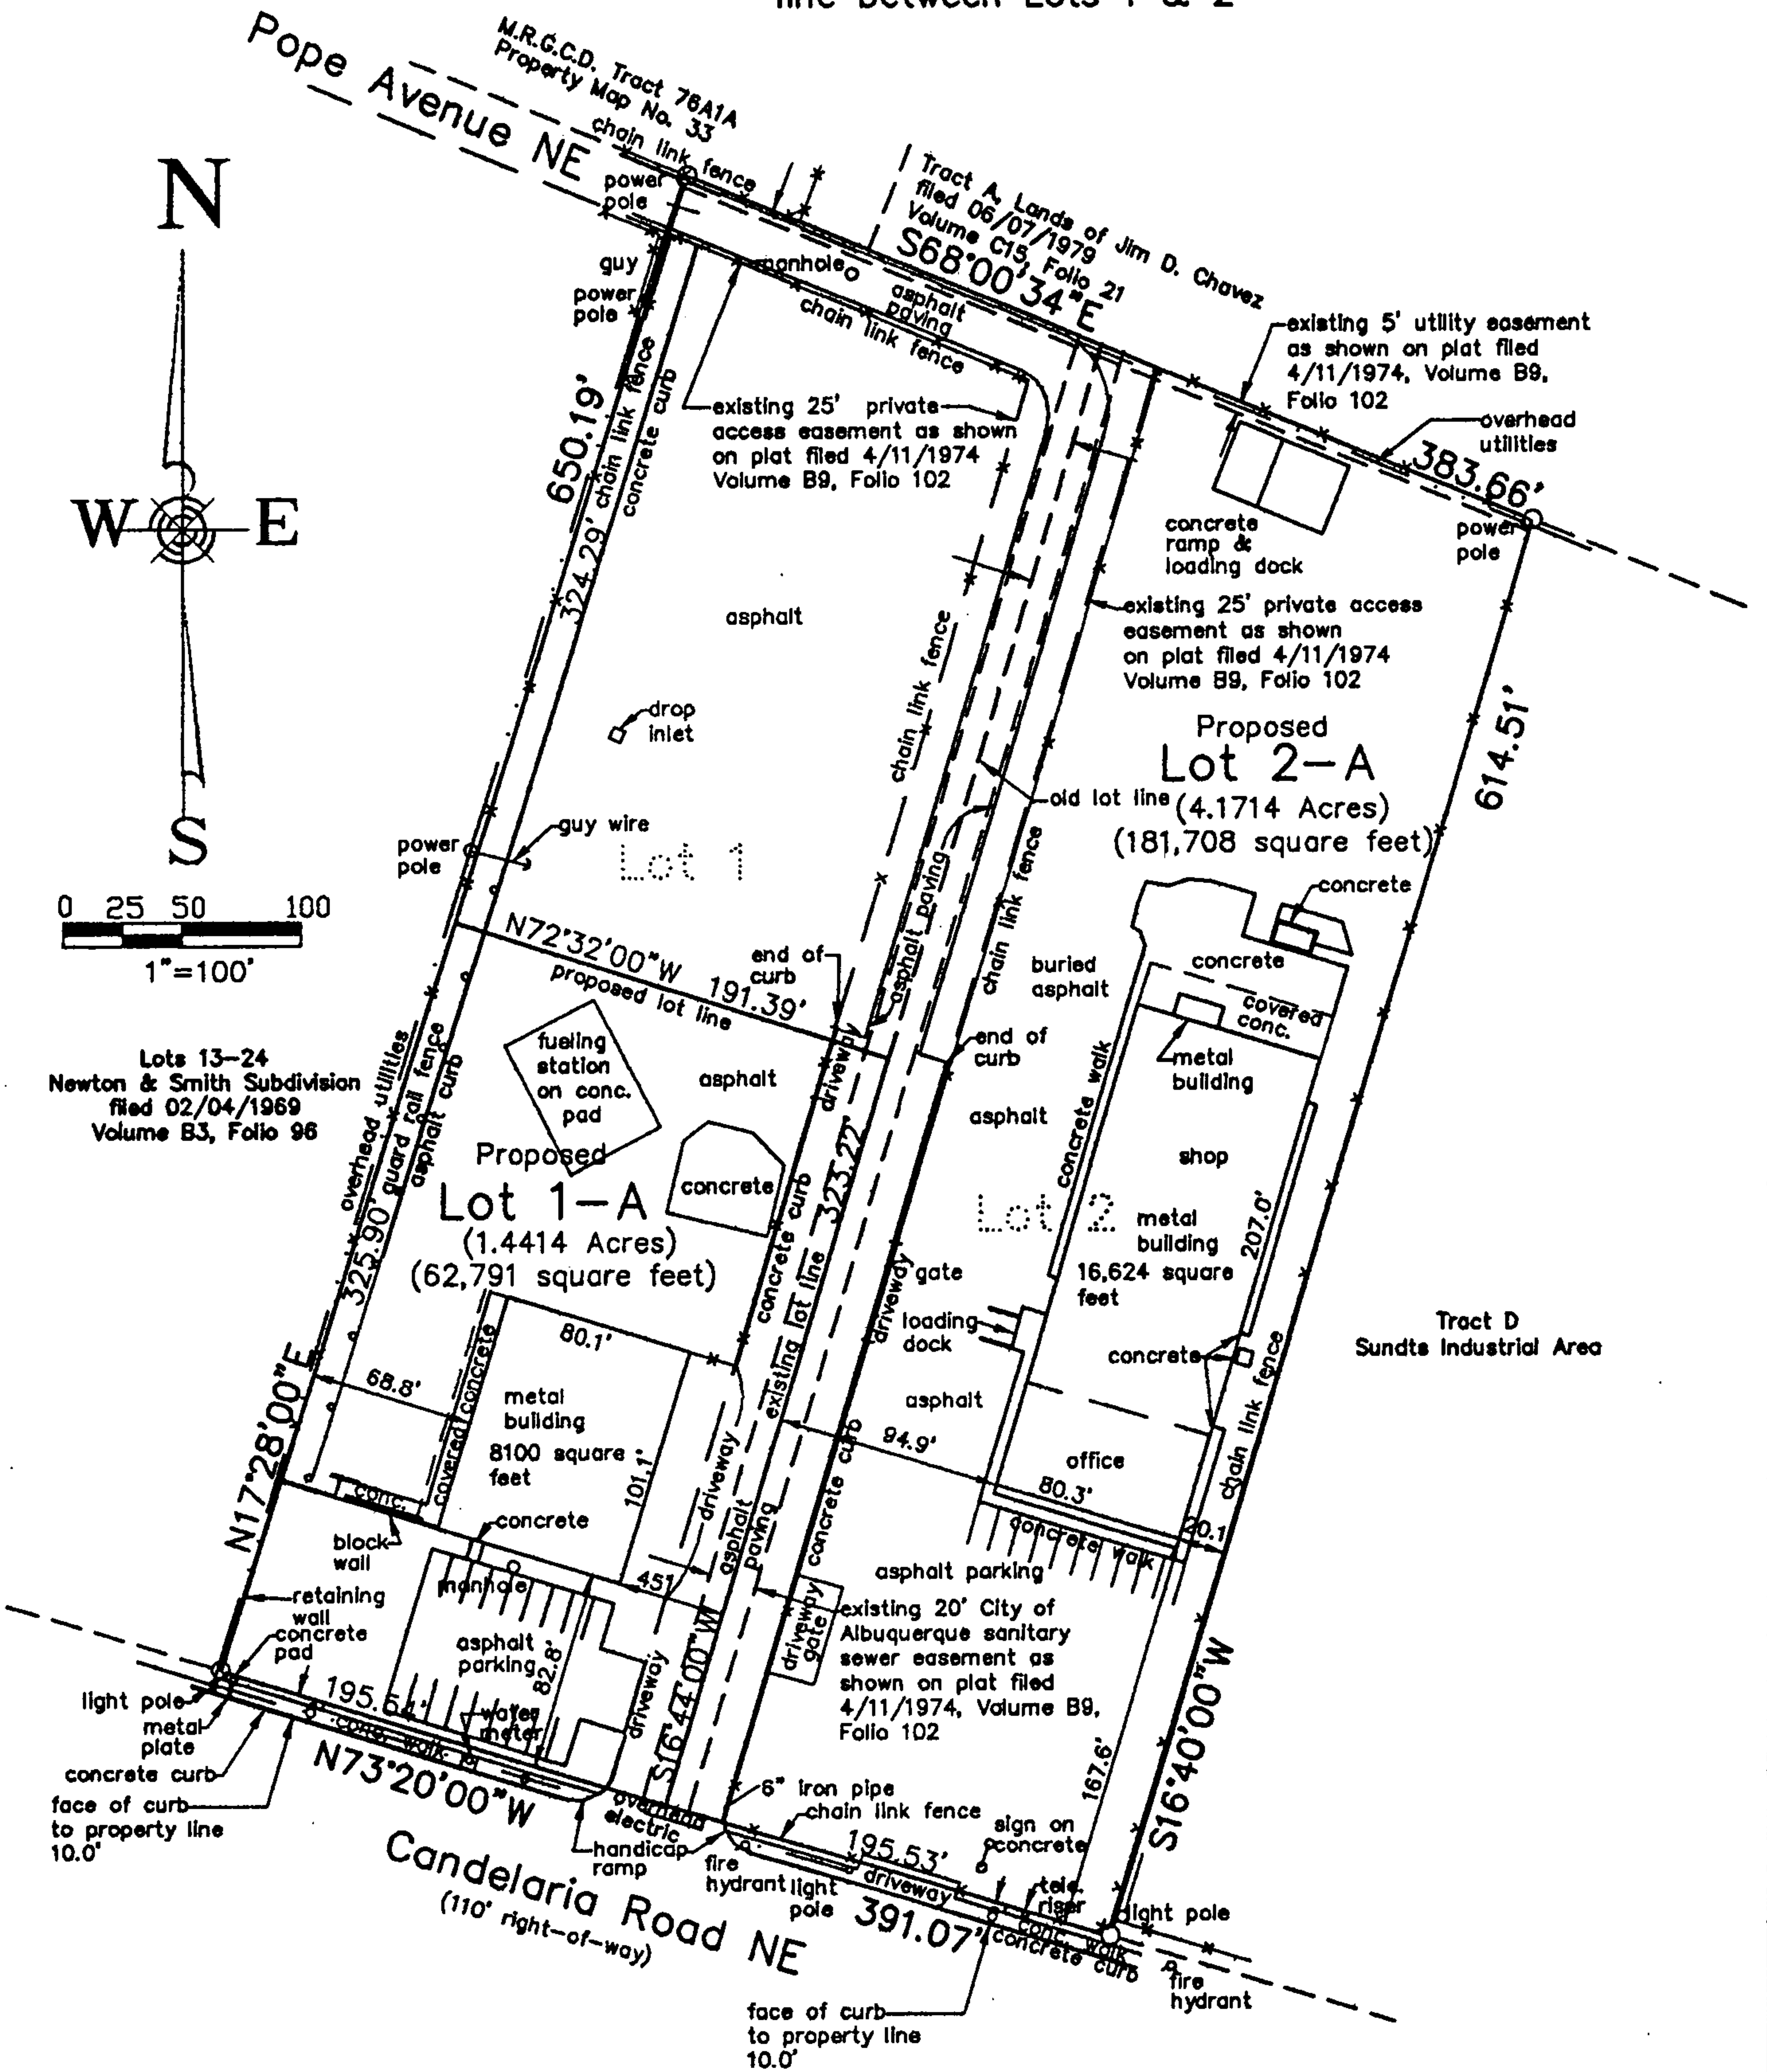 line between Lots 1 & 2
Pope Avenue NE
M.R.G.C.D. Tract 76A1A
Property Map No. 33
chain link fence
power
pole
Tract A, Lands of Jim D. Chavez
filed 06/07/1979
Volume C15, Folio 21
S68°00'34"E
N
W
E
S
guy
power
pole
manhole
asphalt
paving
chain link fence
existing 5' utility easement
as shown on plat filed
4/11/1974, Volume B9,
Folio 102
overhead
utilities
383.66'
power
pole
650.19'
chain link fence
concrete curb
324.29'
existing 25' private
access easement as shown
on plat filed 4/11/1974
Volume B9, Folio 102
concrete
ramp &
loading dock
existing 25' private access
easement as shown
on plat filed 4/11/1974
Volume B9, Folio 102
asphalt
chain link fence
drop
inlet
Proposed
Lot 2-A
(4.1714 Acres)
(181,708 square feet)
614.51'
old lot line
guy wire
power
pole
Lot 1
asphalt paving
chain link fence
concrete
0 25 50 100
1"=100'
N72°32'00"W 191.39'
proposed lot line
end of
curb
buried
asphalt
concrete
covered
conc.
end of
curb
metal
building
Lots 13-24
Newton & Smith Subdivision
filed 02/04/1969
Volume B3, Folio 96
overhead utilities
guard rail fence
asphalt curb
fueling
station
on conc.
pad
asphalt
driveway
asphalt
concrete walk
shop
Proposed
Lot 1-A
(1.4414 Acres)
(62,791 square feet)
concrete
concrete curb
323.22'
Lot 2
metal
building
16,624 square
feet
207.0'
325.90'
existing lot line
driveway
gate
loading
dock
concrete
Tract D
Sundts Industrial Area
80.1'
68.8'
covered concrete
metal
building
8100 square
feet
101.1'
asphalt
94.9'
office
chain link fence
N17°28'00"E
conc.
block
wall
concrete
driveway
asphalt
paving
concrete curb
80.3'
20.1
concrete walk
manhole
45'
asphalt parking
retaining
wall
concrete
pad
asphalt
parking
82.8'
driveway
S16°44'00"W
driveway
gate
existing 20' City of
Albuquerque sanitary
sewer easement as
shown on plat filed
4/11/1974, Volume B9,
Folio 102
S16°40'00"W
167.6'
light pole
metal
plate
195.54'
conc. walk
water
meter
concrete curb
face of curb
to property line
10.0'
N73°20'00"W
overhead
electric
6" iron pipe
chain link fence
handicap
ramp
fire
hydrant
light
pole
195.53'
driveway
sign on
concrete
tele.
riser
light pole
Candelaria Road NE
(110' right-of-way)
391.07'
conc. walk
concrete curb
fire
hydrant
face of curb
to property line
10.0'